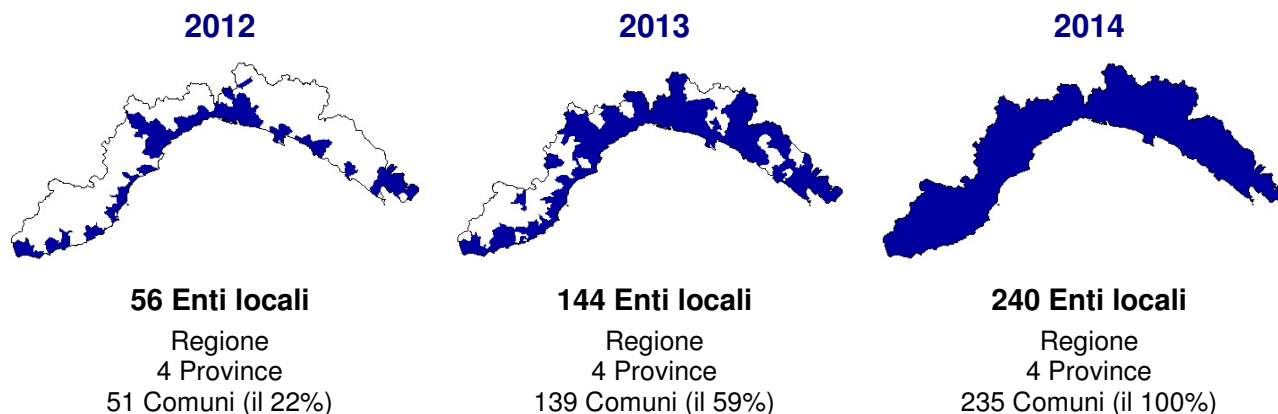 2012
2013
2014
56 Enti locali
144 Enti locali
240 Enti locali
Regione
Regione
Regione
4 Province
4 Province
4 Province
51 Comuni (il 22%)
139 Comuni (il 59%)
235 Comuni (il 100%)